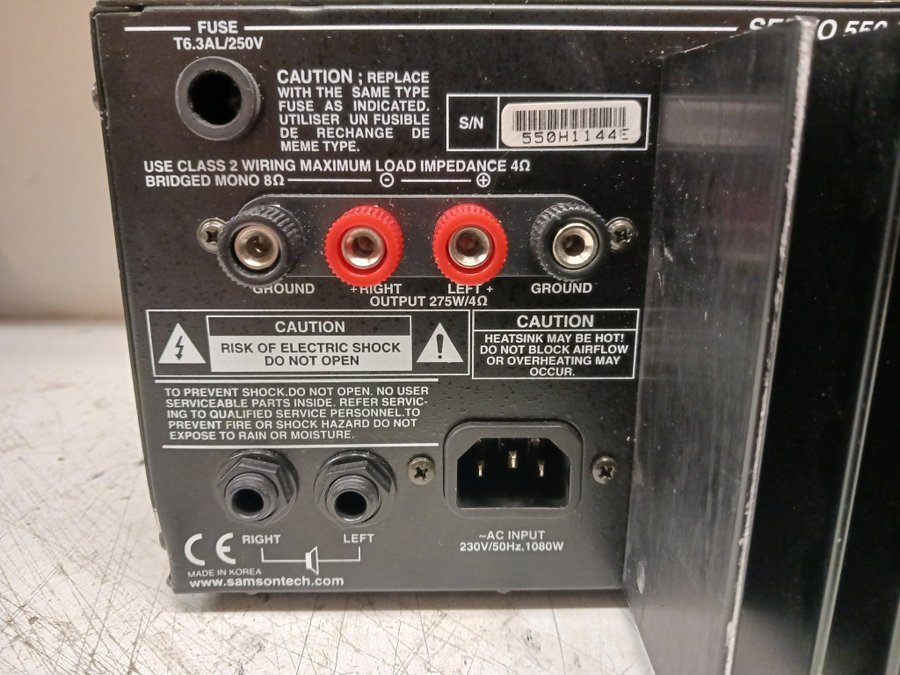 FUSE
T6.3AL/250V
SERVO 550
CAUTION ; REPLACE
WITH THE SAME TYPE
FUSE AS INDICATED.
UTILISER UN FUSIBLE
DE RECHANGE DE
MEME TYPE.
S/N
550H1144E
USE CLASS 2 WIRING MAXIMUM LOAD IMPEDANCE 4Ω
BRIDGED MONO 8Ω - +
GROUND
+RIGHT
LEFT +
GROUND
OUTPUT 275W/4Ω
CAUTION
RISK OF ELECTRIC SHOCK
DO NOT OPEN
!
CAUTION
HEATSINK MAY BE HOT!
DO NOT BLOCK AIRFLOW
OR OVERHEATING MAY
OCCUR.
TO PREVENT SHOCK.DO NOT OPEN. NO USER
SERVICEABLE PARTS INSIDE. REFER SERVIC-
ING TO QUALIFIED SERVICE PERSONNEL.TO
PREVENT FIRE OR SHOCK HAZARD DO NOT
EXPOSE TO RAIN OR MOISTURE.
RIGHT
LEFT
~AC INPUT
230V/50Hz,1080W
CE
MADE IN KOREA
www.samsontech.com